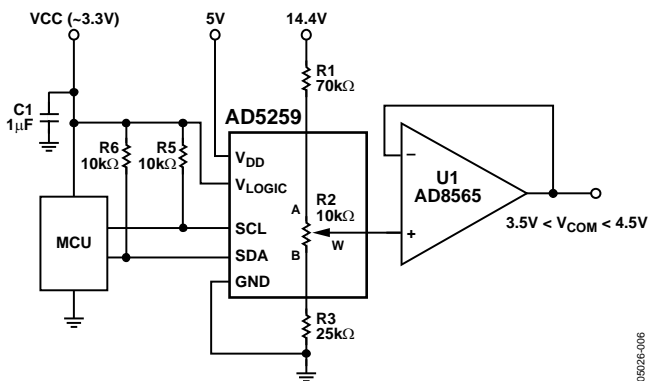 VCC (~3.3V)
5V
14.4V
R1
70kΩ
C1
1μF
AD5259
R6
10kΩ
R5
10kΩ
VDD
VLOGIC
R2
10kΩ
A
B
W
U1
AD8565
−
+
3.5V < VCOM < 4.5V
MCU
SCL
SDA
GND
R3
25kΩ
05026-006